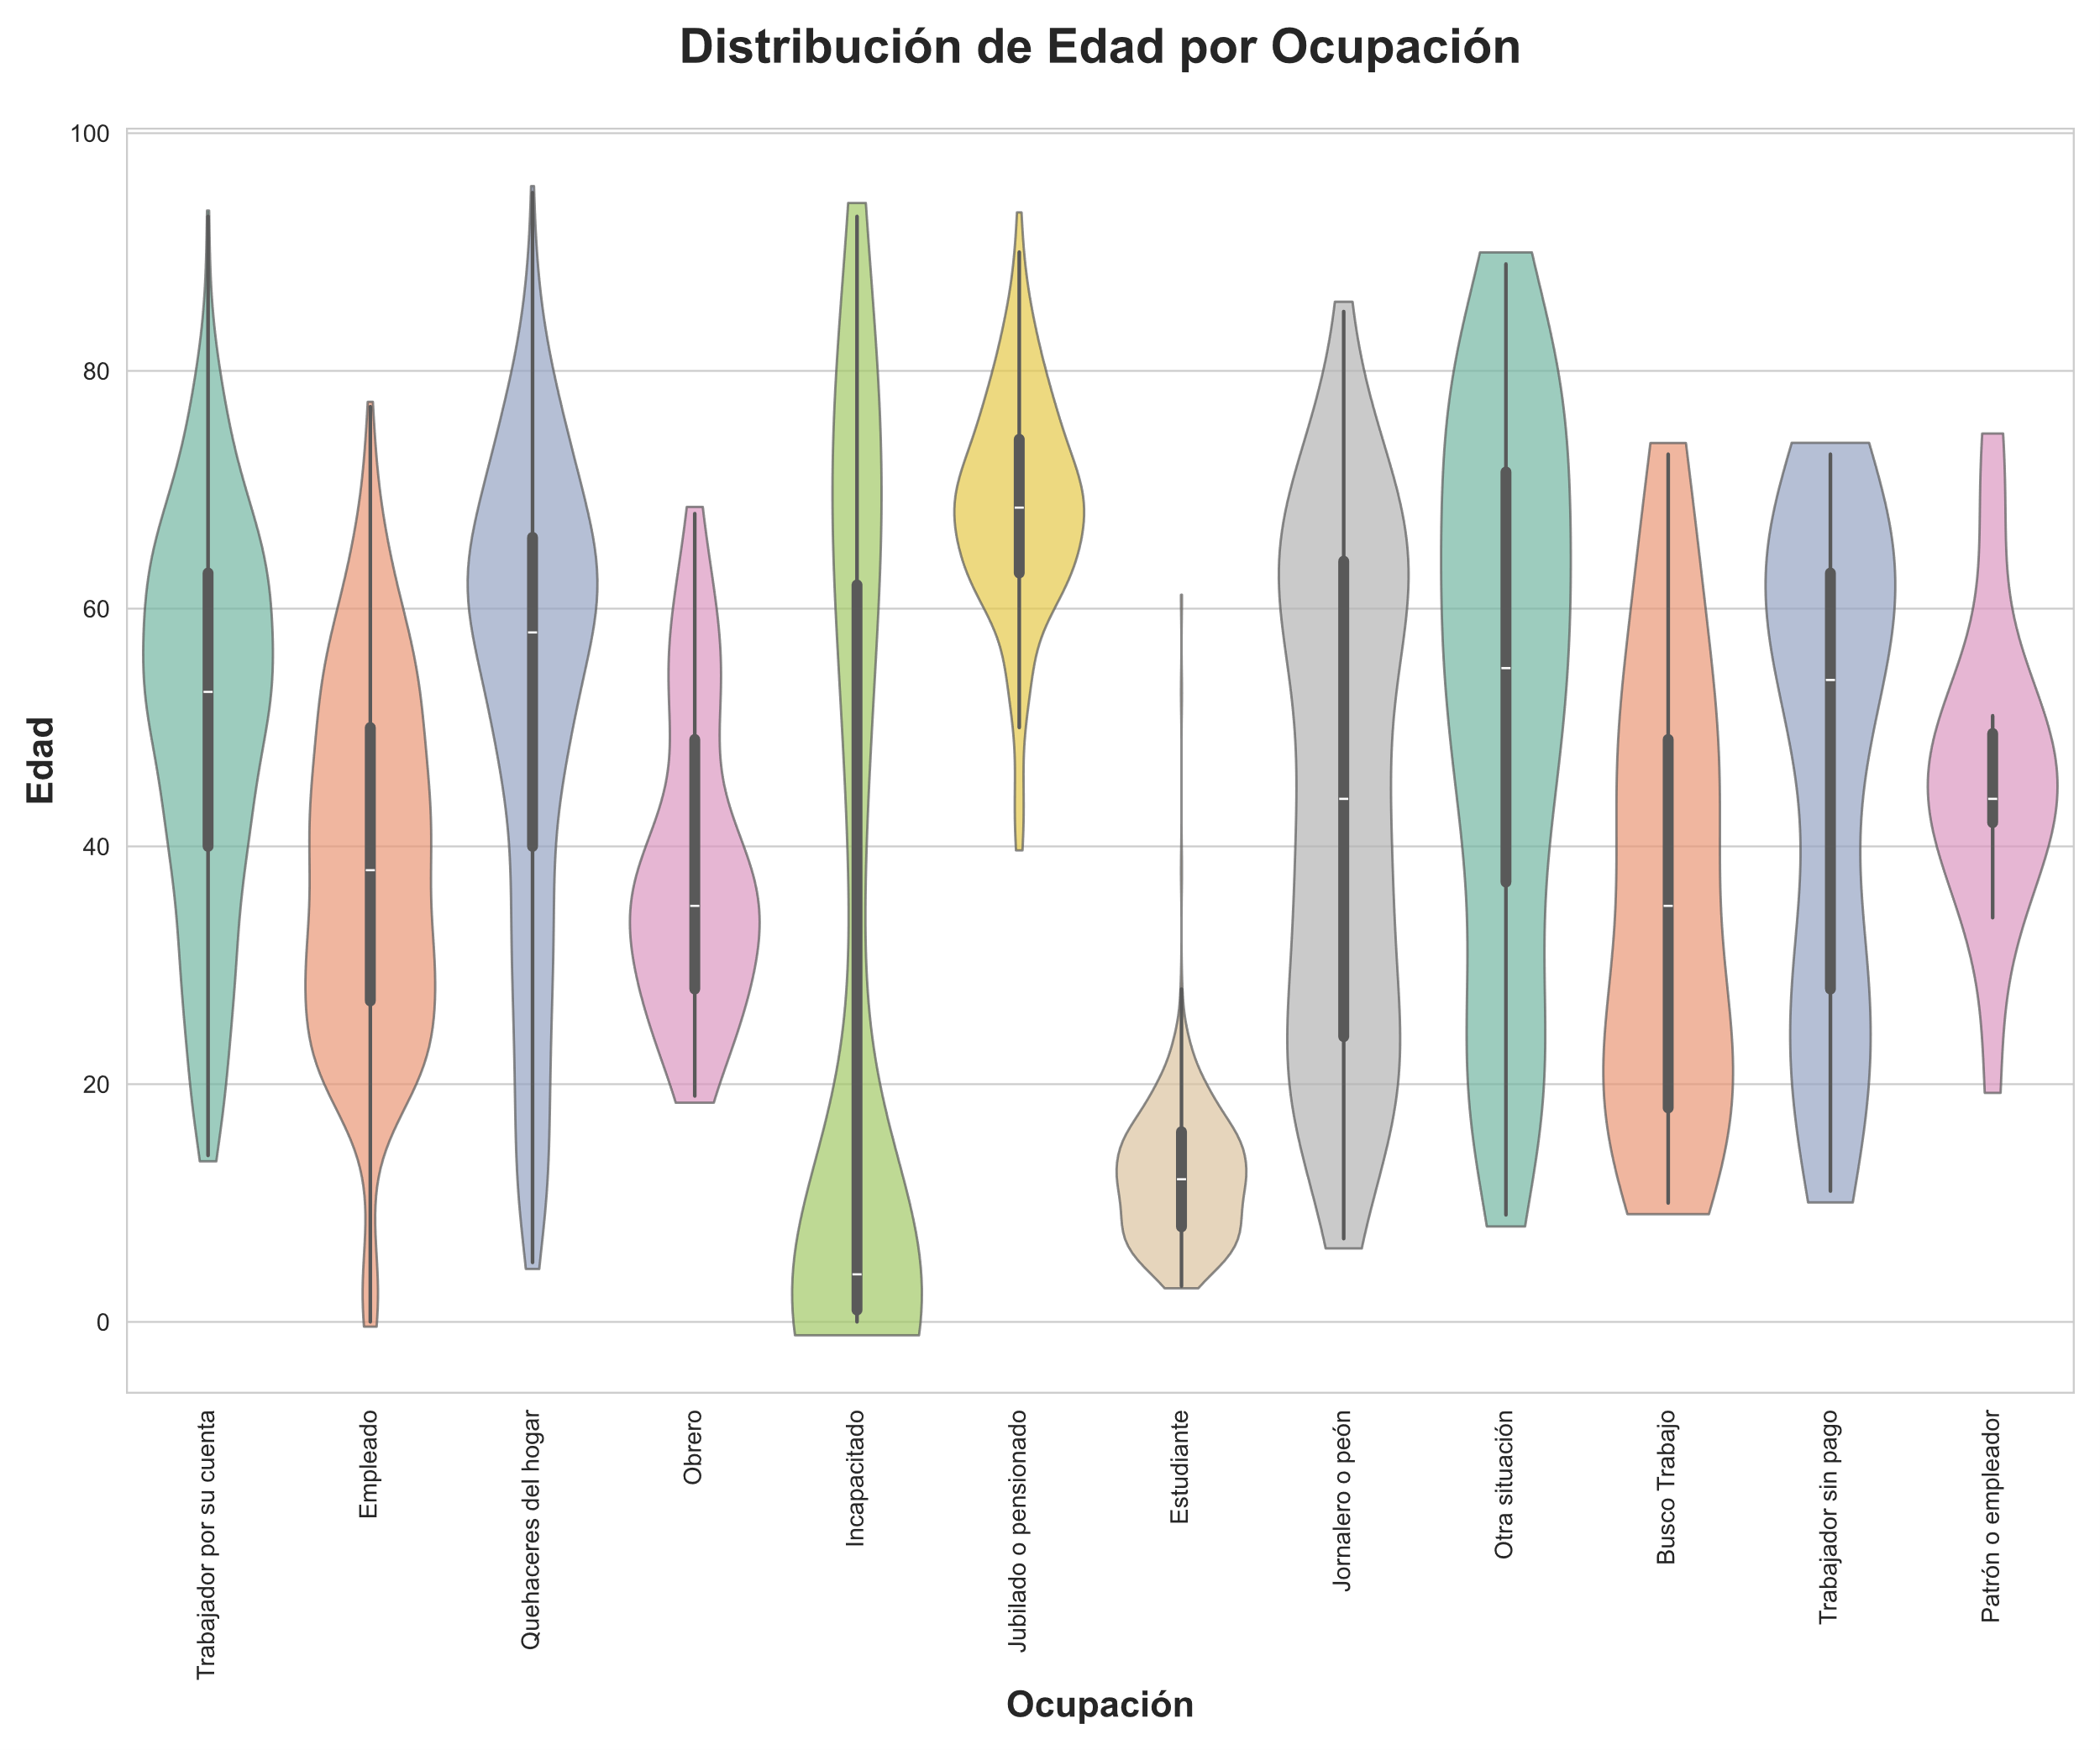 Distribución de Edad por Ocupación
100
80
60
40
20
0
Edad
Trabajador por su cuenta
Empleado
Quehaceres del hogar
Obrero
Incapacitado
Jubilado o pensionado
Estudiante
Jornalero o peón
Otra situación
Busco Trabajo
Trabajador sin pago
Patrón o empleador
Ocupación